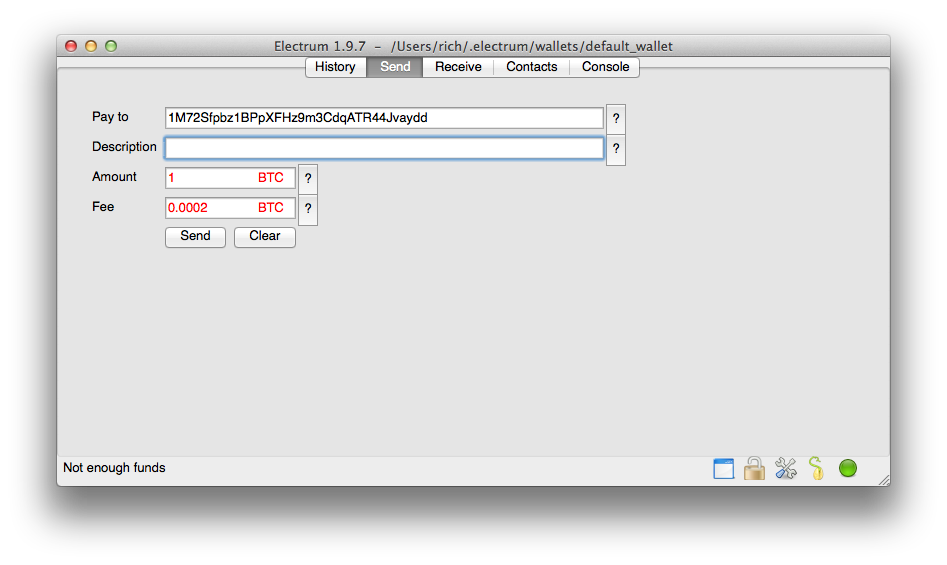 Electrum 1.9.7 – /Users/rich/.electrum/wallets/default_wallet
History Send Receive Contacts Console
Pay to 1M72Sfpbz1BPpXFHz9m3CdqATR44Jvaydd ?
Description ?
Amount 1 BTC ?
Fee 0.0002 BTC ?
Send Clear
Not enough funds